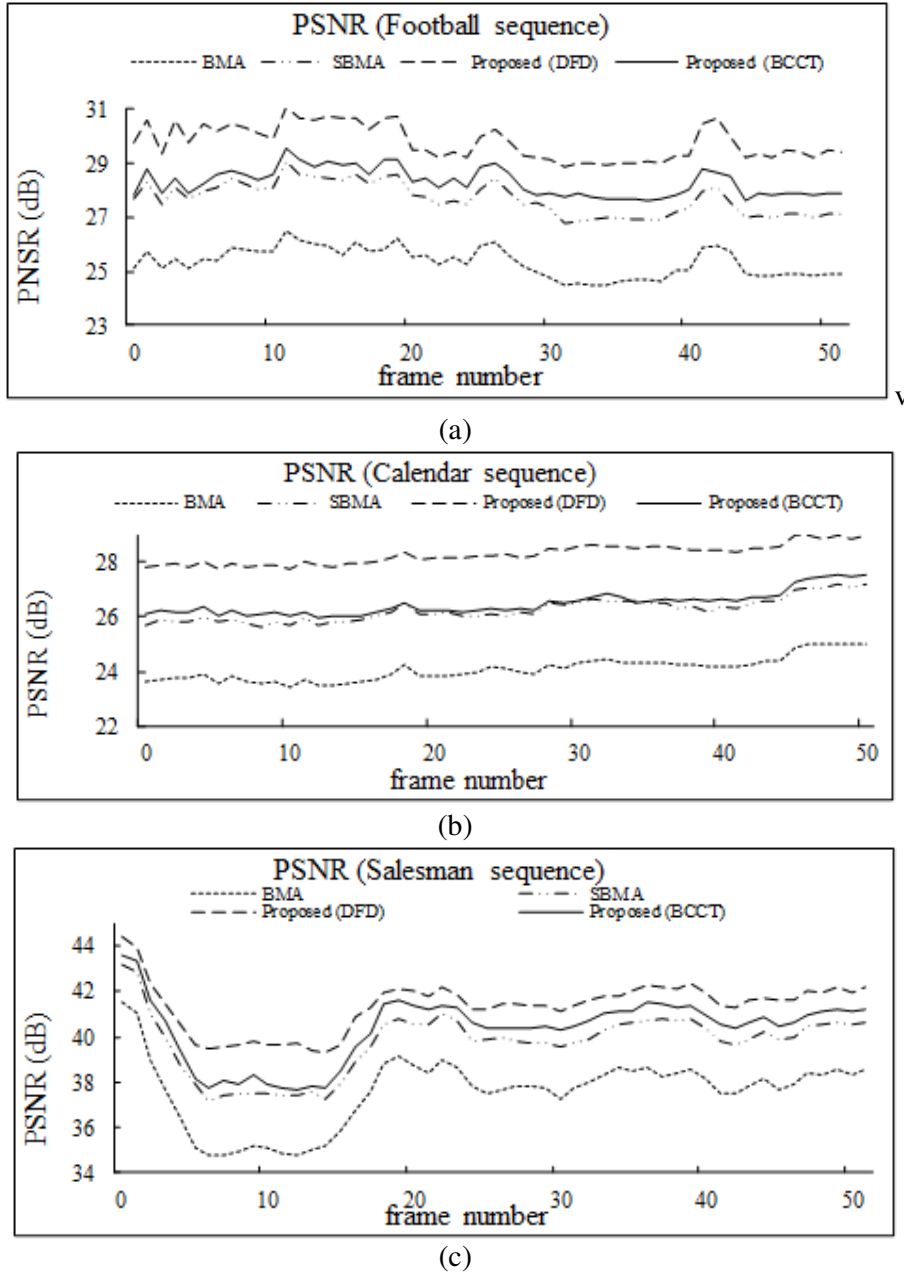 PSNR (Football sequence)
BMA SBMA Proposed (DFD) Proposed (BCCT)
31
29
27
25
23
PNSR (dB)
0 10 20 30 40 50
frame number
v
(a)
PSNR (Calendar sequence)
BMA SBMA Proposed (DFD) Proposed (BCCT)
28
26
24
22
PSNR (dB)
0 10 20 30 40 50
frame number
(b)
PSNR (Salesman sequence)
BMA SBMA
Proposed (DFD) Proposed (BCCT)
44
42
40
38
36
34
PSNR (dB)
0 10 20 30 40 50
frame number
(c)